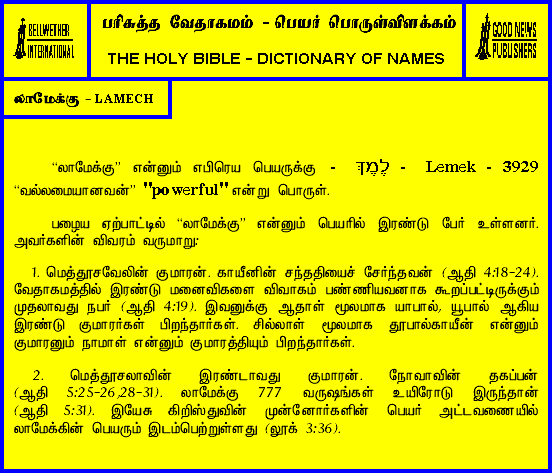 BELLWETHER
INTERNATIONAL
பரிசுத்த வேதாகமம் - பெயர் பொருள்விளக்கம்
THE HOLY BIBLE - DICTIONARY OF NAMES
GOOD NEWS
PUBLISHERS
லாமேக்கு - LAMECH
“லாமேக்கு” என்னும் எபிரெய பெயருக்கு - לֶמֶךְ - Lemek - 3929
“வல்லமையானவன்” "powerful" என்று பொருள்.
பழைய ஏற்பாட்டில் “லாமேக்கு” என்னும் பெயரில் இரண்டு பேர் உள்ளனர்.
அவர்களின் விவரம் வருமாறு:
1. மெத்தூசவேலின் குமாரன். காயீனின் சந்ததியைச் சேர்ந்தவன் (ஆதி 4:18-24).
வேதாகமத்தில் இரண்டு மனைவிகளை விவாகம் பண்ணியவனாக கூறப்பட்டிருக்கும்
முதலாவது நபர் (ஆதி 4:19). இவனுக்கு ஆதாள் மூலமாக யாபால், யூபால் ஆகிய
இரண்டு குமாரர்கள் பிறந்தார்கள். சில்லாள் மூலமாக தூபால்காயீன் என்னும்
குமாரனும் நாமாள் என்னும் குமாரத்தியும் பிறந்தார்கள்.
2. மெத்தூசலாவின் இரண்டாவது குமாரன். நோவாவின் தகப்பன்
(ஆதி 5:25-26,28-31). லாமேக்கு 777 வருஷங்கள் உயிரோடு இருந்தான்
(ஆதி 5:31). இயேசு கிறிஸ்துவின் முன்னோர்களின் பெயர் அட்டவணையில்
லாமேக்கின் பெயரும் இடம்பெற்றுள்ளது (லூக் 3:36).